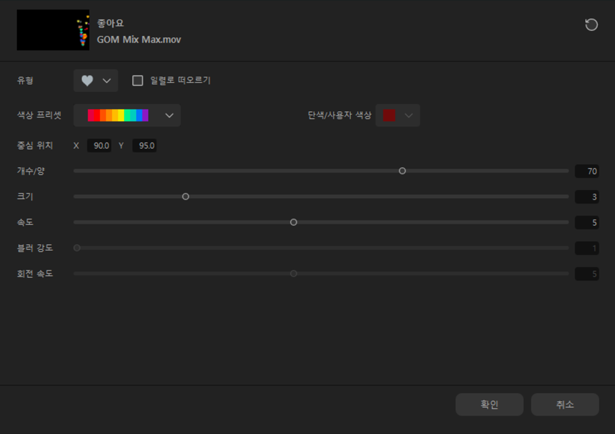 좋아요
GOM Mix Max.mov
유형 일렬로 떠오르기
색상 프리셋 단색/사용자 색상
중심 위치 X 90.0 Y 95.0
개수/양 70
크기 3
속도 5
블러 강도 1
회전 속도 5
확인 취소